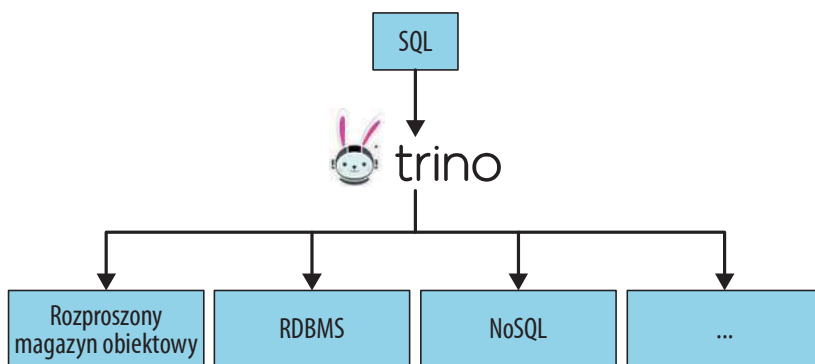 SQL
trino
Rozproszony
magazyn obiektowy
RDBMS
NoSQL
...